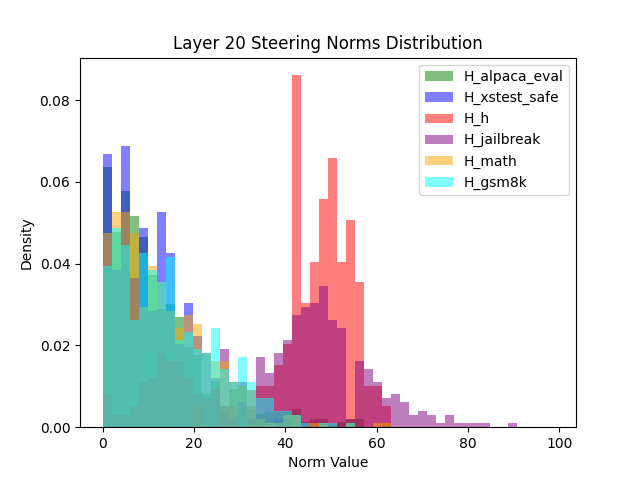 Layer 20 Steering Norms Distribution
H_alpaca_eval
H_xstest_safe
H_h
H_jailbreak
H_math
H_gsm8k
0.08
0.06
0.04
0.02
0.00
Density
0 20 40 60 80 100
Norm Value